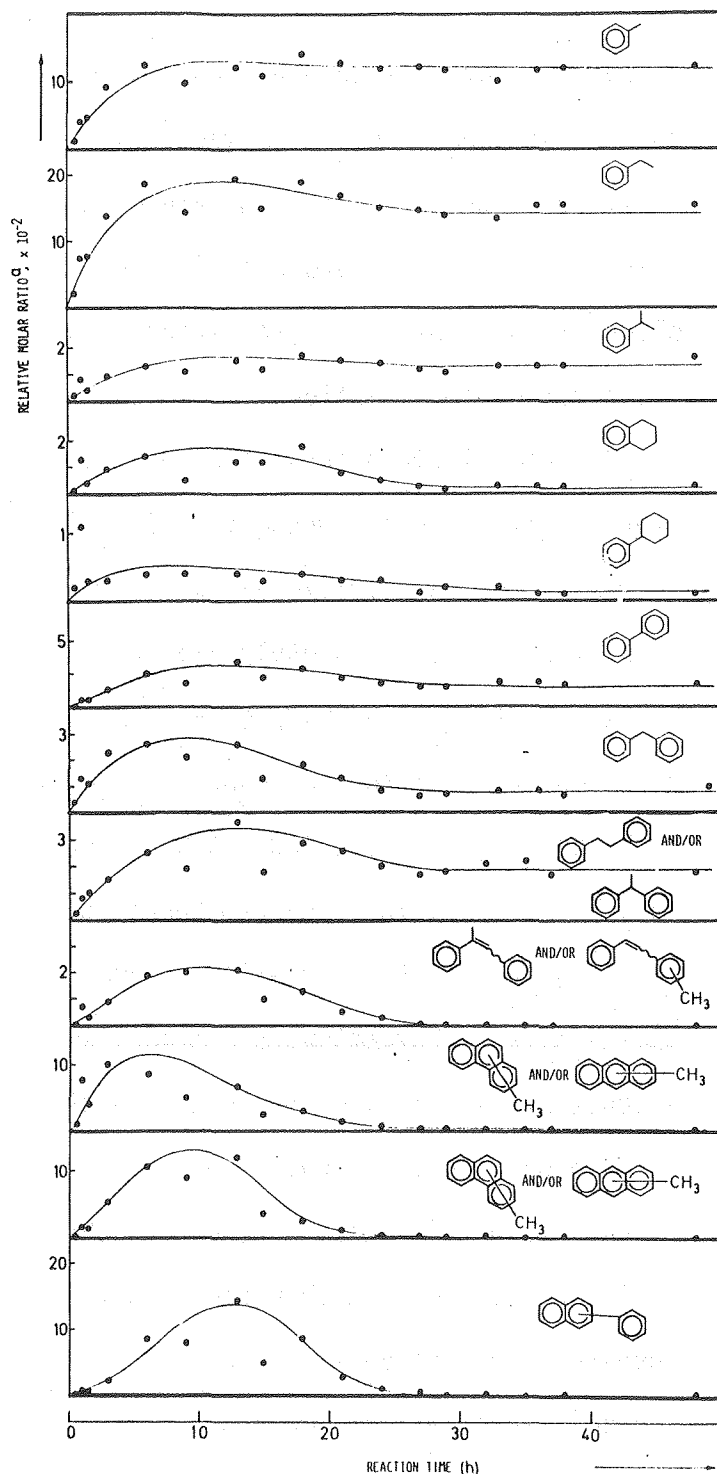 10
20
10
RELATIVE MOLAR RATIOᵃ, × 10⁻²
2
2
1
5
3
3
AND/OR
2
AND/OR
CH₃
10
AND/OR
CH₃
CH₃
10
AND/OR
CH₃
CH₃
20
10
0 10 20 30 40
REACTION TIME (h)